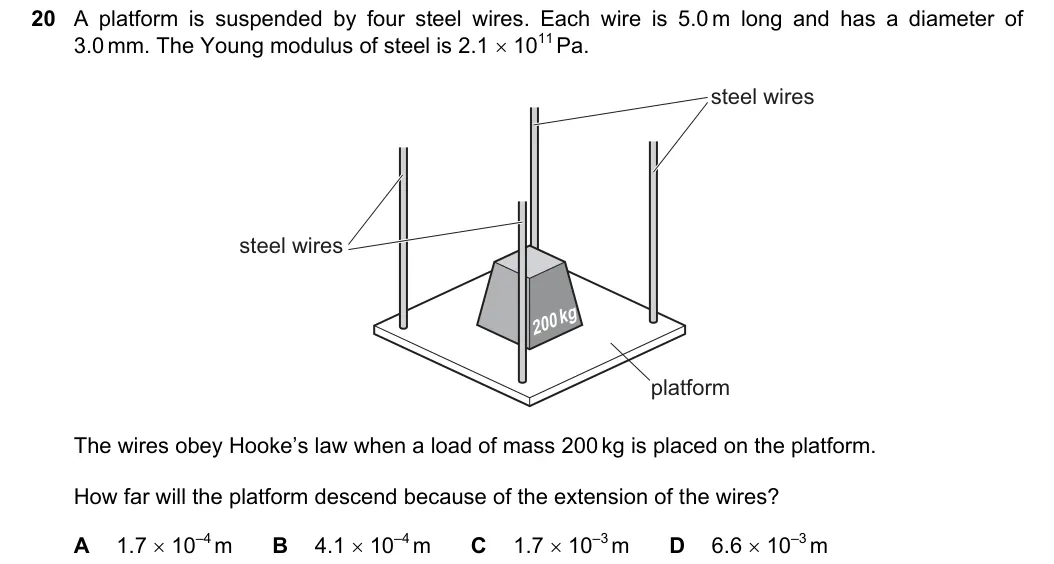 20 A platform is suspended by four steel wires. Each wire is 5.0 m long and has a diameter of
3.0 mm. The Young modulus of steel is 2.1 × 10¹¹ Pa.
steel wires
steel wires
200 kg
platform
The wires obey Hooke’s law when a load of mass 200 kg is placed on the platform.
How far will the platform descend because of the extension of the wires?
A 1.7 × 10⁻⁴ m B 4.1 × 10⁻⁴ m C 1.7 × 10⁻³ m D 6.6 × 10⁻³ m